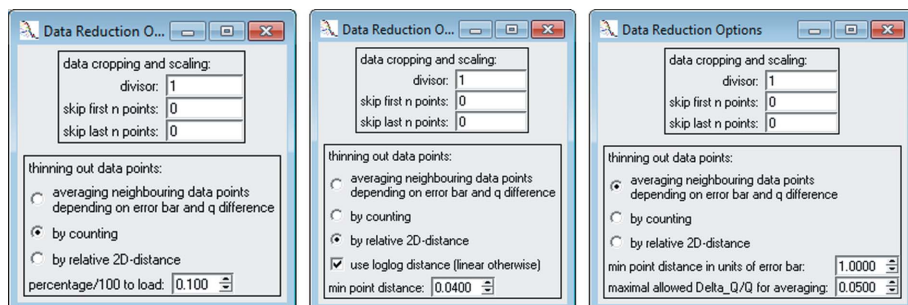 Data Reduction O...
data cropping and scaling:
divisor: 1
skip first n points: 0
skip last n points: 0
thinning out data points:
averaging neighbouring data points
depending on error bar and q difference
by counting
by relative 2D-distance
percentage/100 to load: 0.100
Data Reduction O...
data cropping and scaling:
divisor: 1
skip first n points: 0
skip last n points: 0
thinning out data points:
averaging neighbouring data points
depending on error bar and q difference
by counting
by relative 2D-distance
use loglog distance (linear otherwise)
min point distance: 0.0400
Data Reduction Options
data cropping and scaling:
divisor: 1
skip first n points: 0
skip last n points: 0
thinning out data points:
averaging neighbouring data points
depending on error bar and q difference
by counting
by relative 2D-distance
min point distance in units of error bar: 1.0000
maximal allowed Delta_Q/Q for averaging: 0.0500